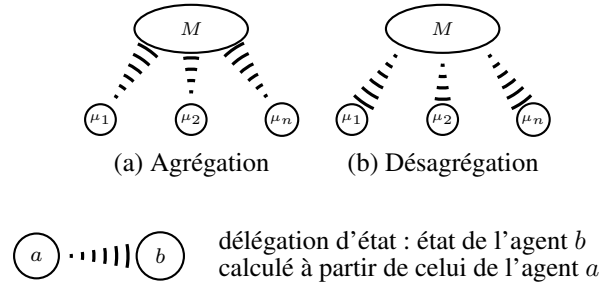 M M
μ1 μ2 μn μ1 μ2 μn
(a) Agrégation (b) Désagrégation
a b délégation d'état : état de l'agent b
calculé à partir de celui de l'agent a